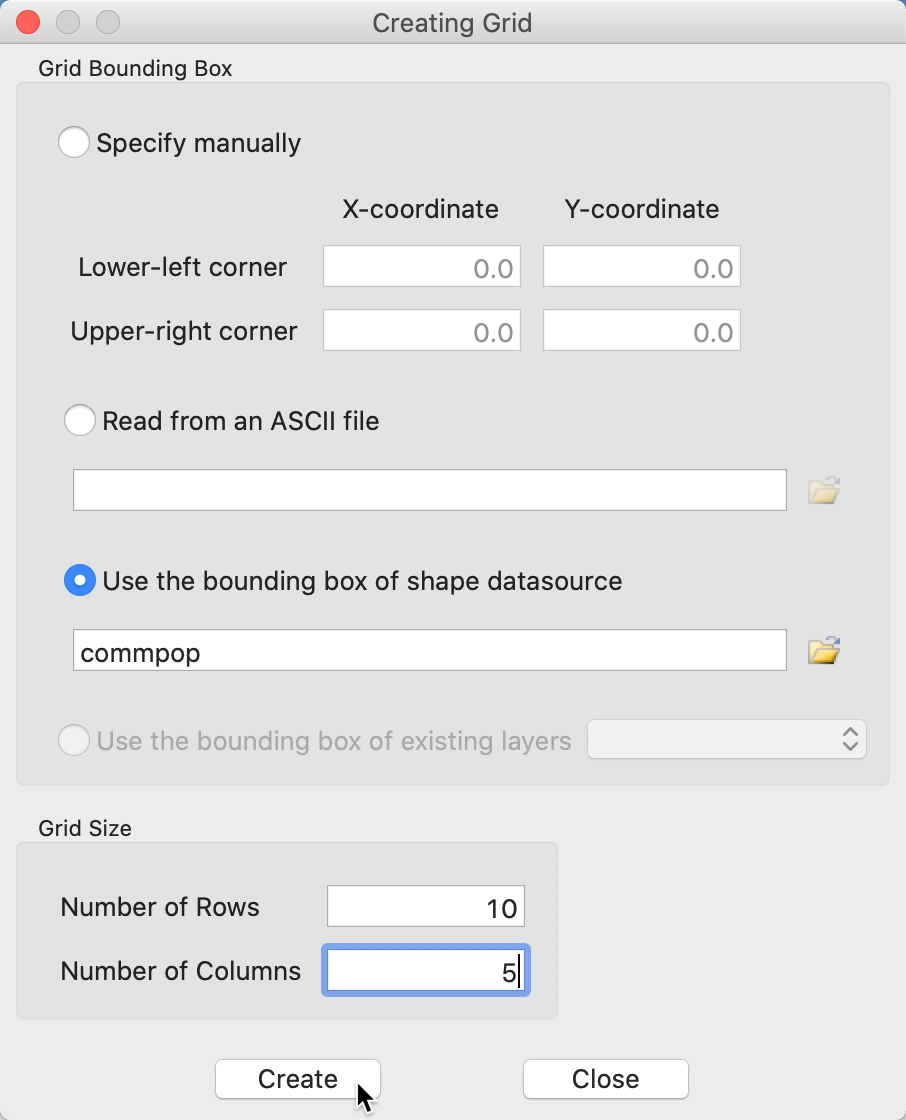 Creating Grid
Grid Bounding Box
Specify manually
X-coordinate Y-coordinate
Lower-left corner 0.0 0.0
Upper-right corner 0.0 0.0
Read from an ASCII file
Use the bounding box of shape datasource
commpop
Use the bounding box of existing layers
Grid Size
Number of Rows 10
Number of Columns 5
Create Close